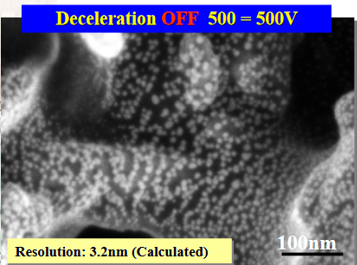 Deceleration OFF 500 = 500V
100nm
Resolution: 3.2nm (Calculated)